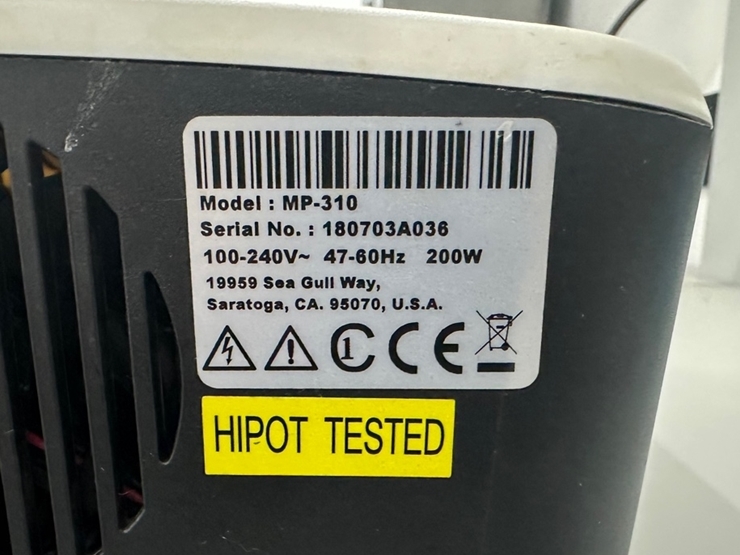 Model : MP-310
Serial No. : 180703A036
100-240V~ 47-60Hz 200W
19959 Sea Gull Way,
Saratoga, CA. 95070, U.S.A.
1 CE
HIPOT TESTED